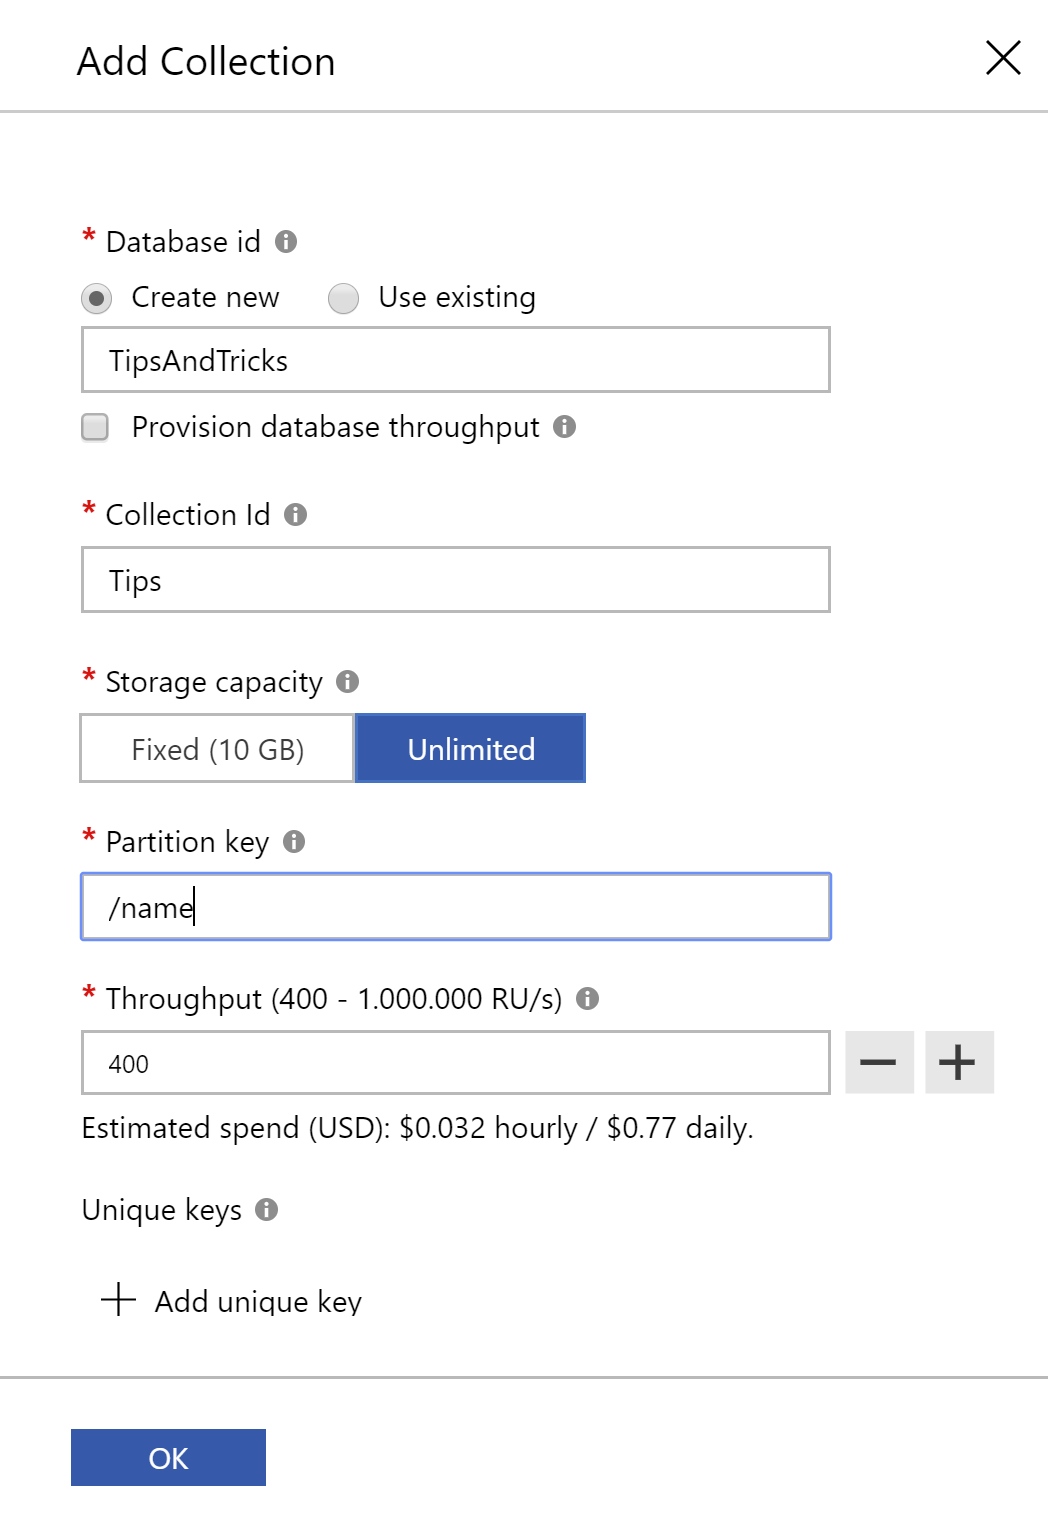 Add Collection
* Database id
Create new Use existing
TipsAndTricks
Provision database throughput
* Collection Id
Tips
* Storage capacity
Fixed (10 GB) Unlimited
* Partition key
/name
* Throughput (400 - 1.000.000 RU/s)
400
Estimated spend (USD): $0.032 hourly / $0.77 daily.
Unique keys
Add unique key
OK